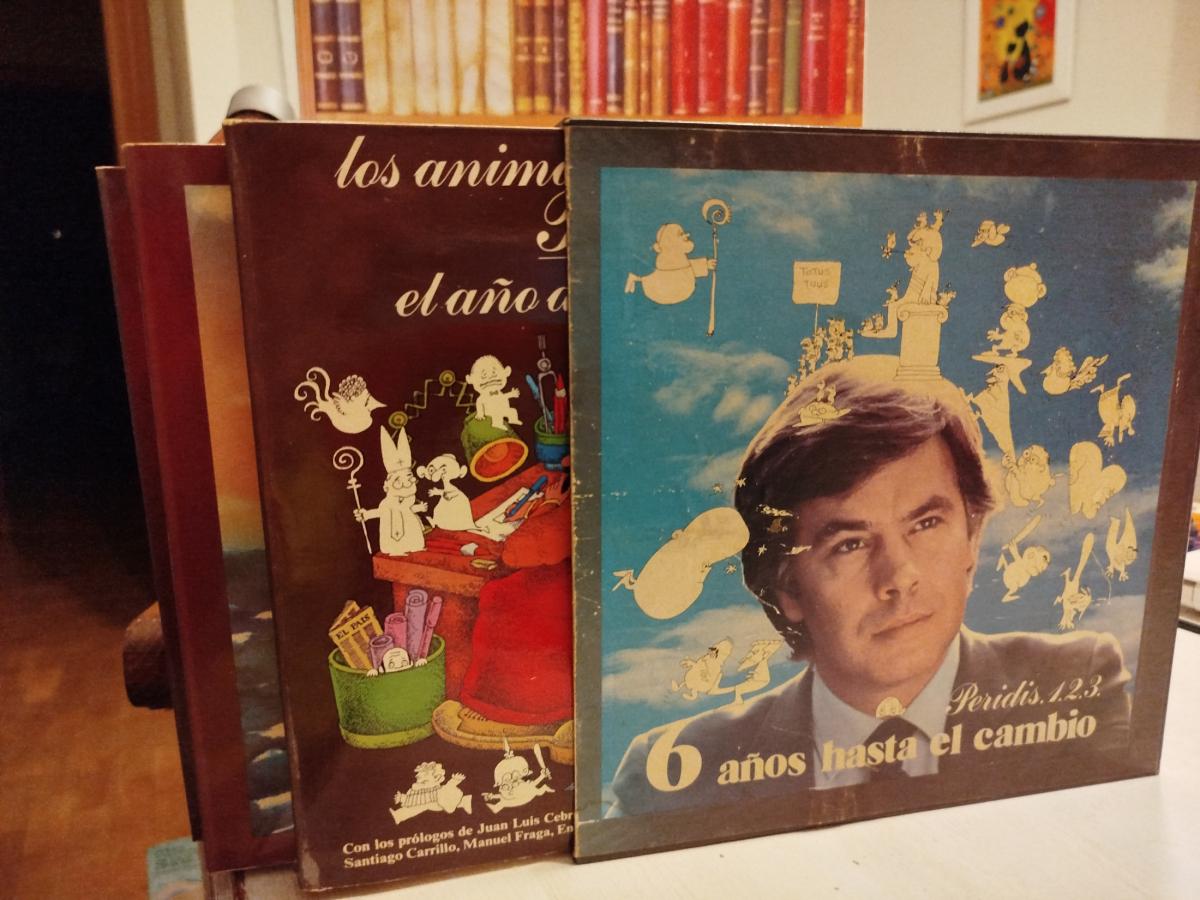 los anima
el año d
EL PAIS
Con los prólogos de Juan Luis Cebr
Santiago Carrillo, Manuel Fraga, En
TOTUS
TUUS
Peridis. 1.2.3.
6 años hasta el cambio